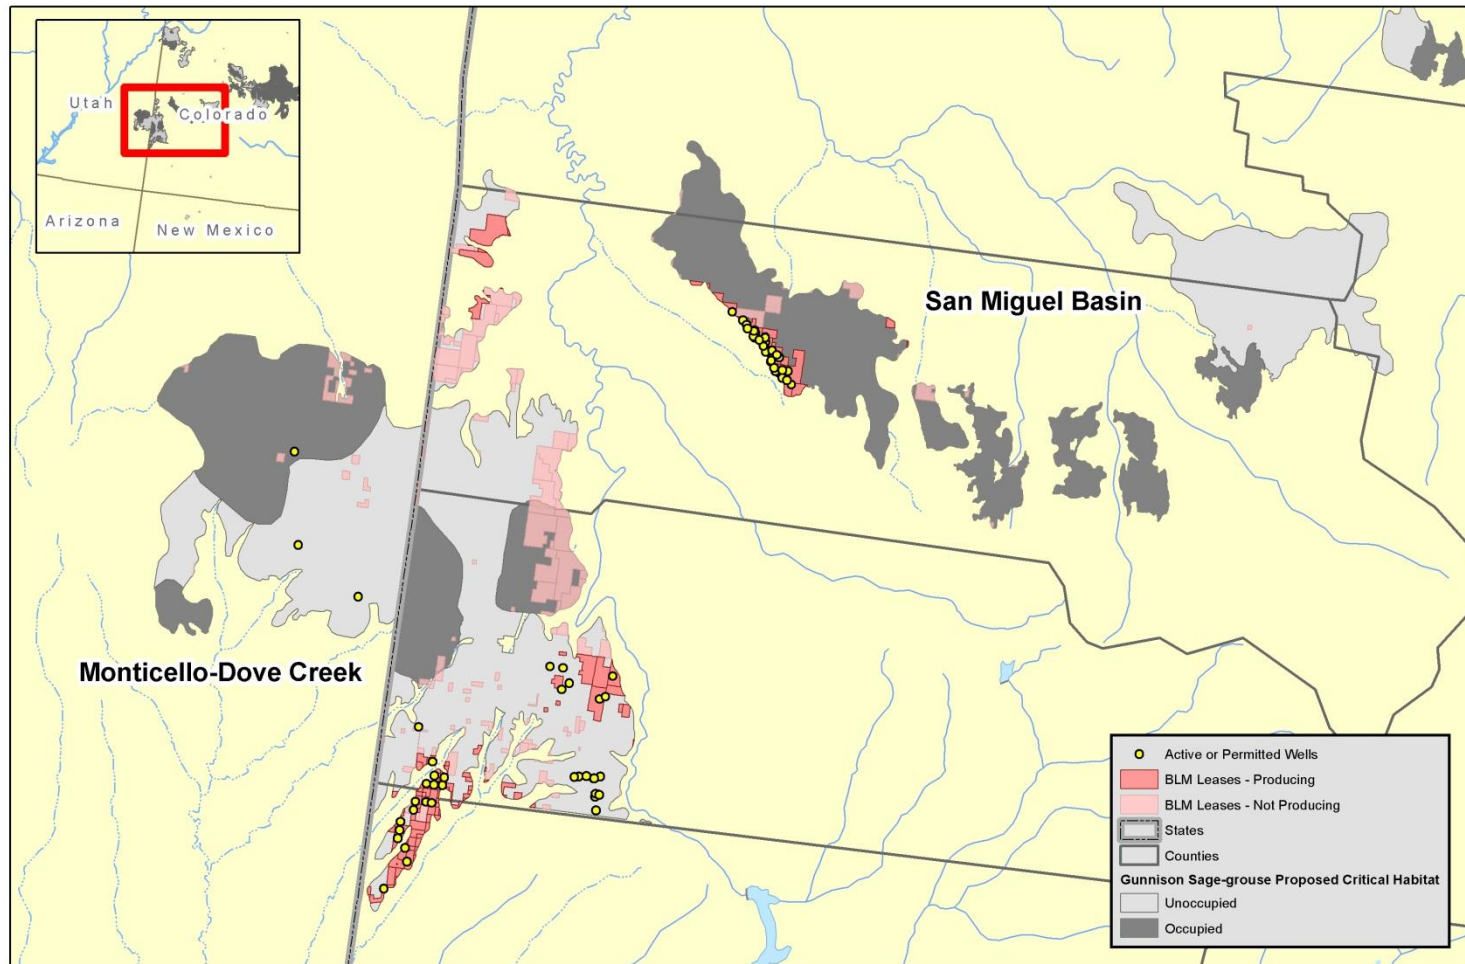 Utah
Colorado
Arizona
New Mexico
San Miguel Basin
Monticello-Dove Creek
Active or Permitted Wells
BLM Leases - Producing
BLM Leases - Not Producing
States
Counties
Gunnison Sage-grouse Proposed Critical Habitat
Unoccupied
Occupied